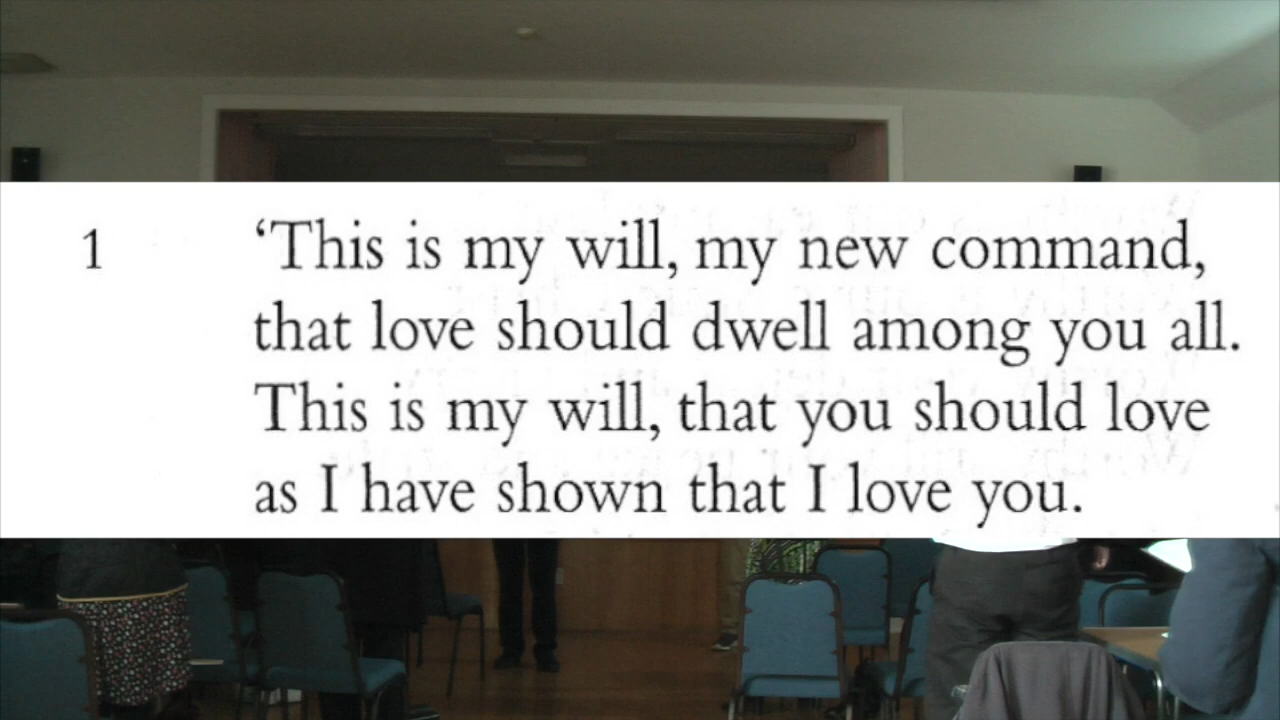 1 ‘This is my will, my new command,
that love should dwell among you all.
This is my will, that you should love
as I have shown that I love you.